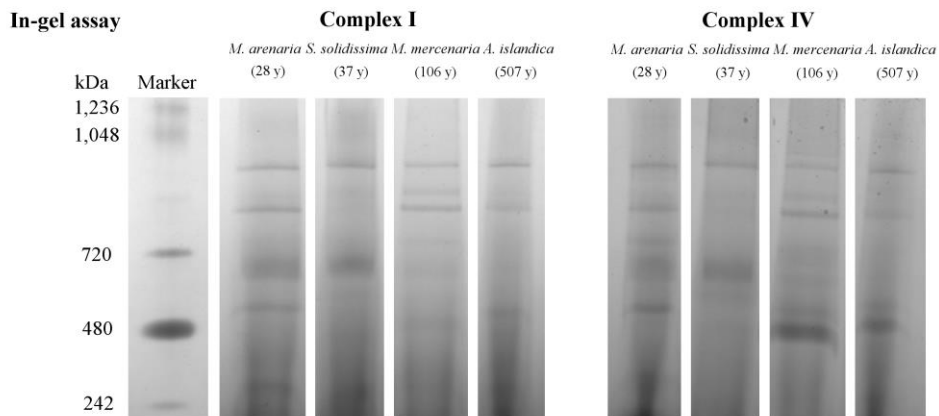 In-gel assay Complex I Complex IV
M. arenaria S. solidissima M. mercenaria A. islandica M. arenaria S. solidissima M. mercenaria A. islandica
(28 y) (37 y) (106 y) (507 y) (28 y) (37 y) (106 y) (507 y)
kDa Marker
1,236
1,048
720
480
242